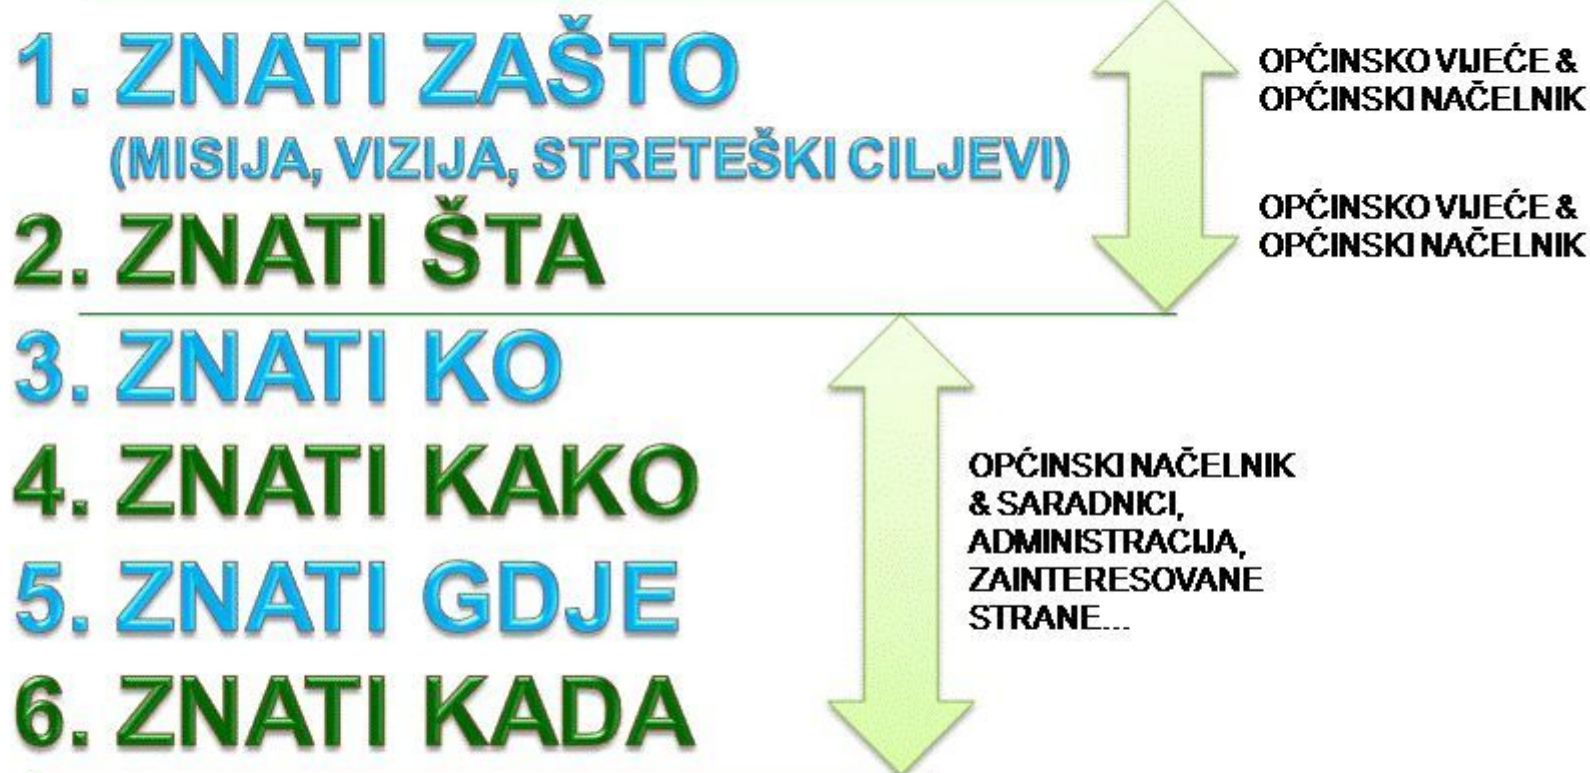 1. ZNATI ZAŠTO
(MISIJA, VIZIJA, STRETEŠKI CILJEVI)
2. ZNATI ŠTA
OPĆINSKO VIJEĆE &
OPĆINSKI NAČELNIK
OPĆINSKO VIJEĆE &
OPĆINSKI NAČELNIK
3. ZNATI KO
4. ZNATI KAKO
5. ZNATI GDJE
6. ZNATI KADA
OPĆINSKI NAČELNIK
& SARADNICI,
ADMINISTRACIJA,
ZAINTERESOVANE
STRANE...